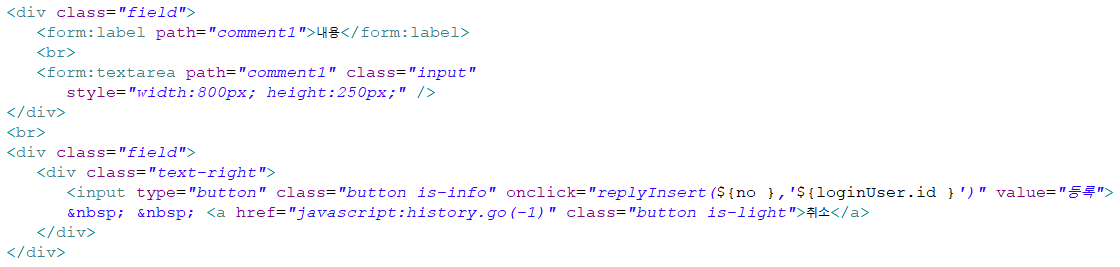 <div class="field">
<form:label path="comment1">내용</form:label>
<br>
<form:textarea path="comment1" class="input"
style="width:800px; height:250px;" />
</div>
<br>
<div class="field">
<div class="text-right">
<input type="button" class="button is-info" onclick="replyInsert(${no },'${loginUser.id }')" value="등록">
&nbsp; &nbsp; <a href="javascript:history.go(-1)" class="button is-light">취소</a>
</div>
</div>